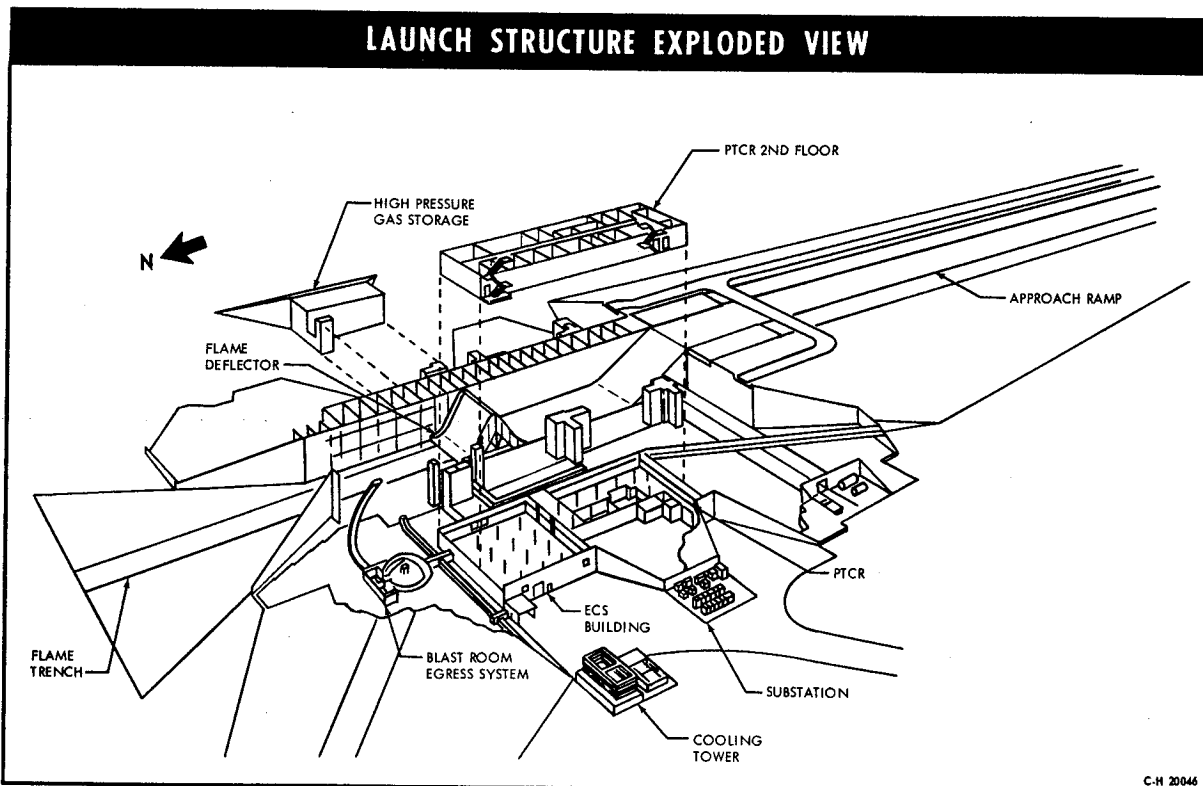 LAUNCH STRUCTURE EXPLODED VIEW
PTCR 2ND FLOOR
HIGH PRESSURE
GAS STORAGE
N
APPROACH RAMP
FLAME
DEFLECTOR
PTCR
ECS
BUILDING
FLAME
TRENCH
BLAST ROOM
EGRESS SYSTEM
SUBSTATION
COOLING
TOWER
C-H 20046